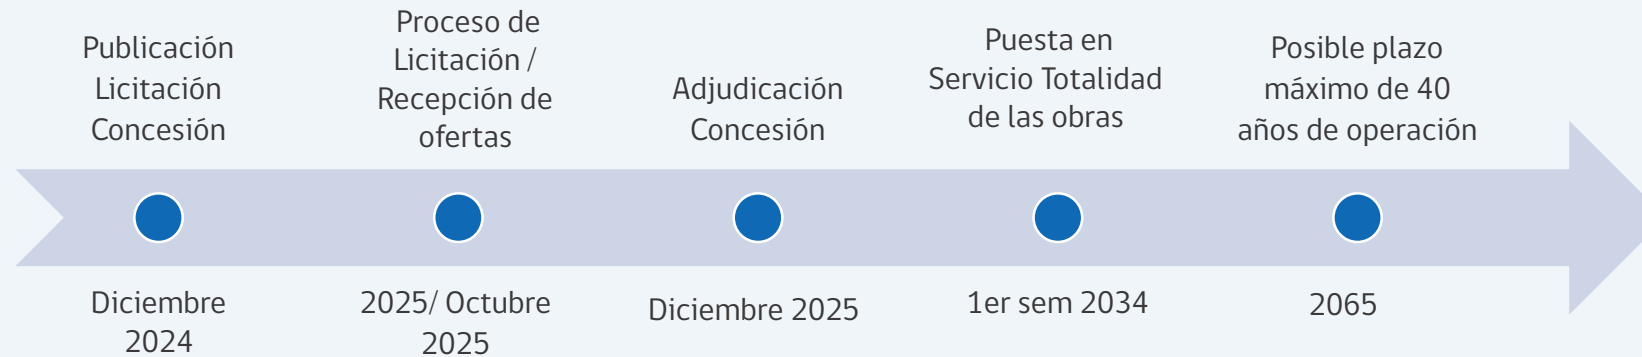 Publicación
Licitación
Concesión
Proceso de
Licitación /
Recepción de
ofertas
Adjudicación
Concesión
Puesta en
Servicio Totalidad
de las obras
Posible plazo
máximo de 40
años de operación
Diciembre
2024
2025/ Octubre
2025
Diciembre 2025
1er sem 2034
2065